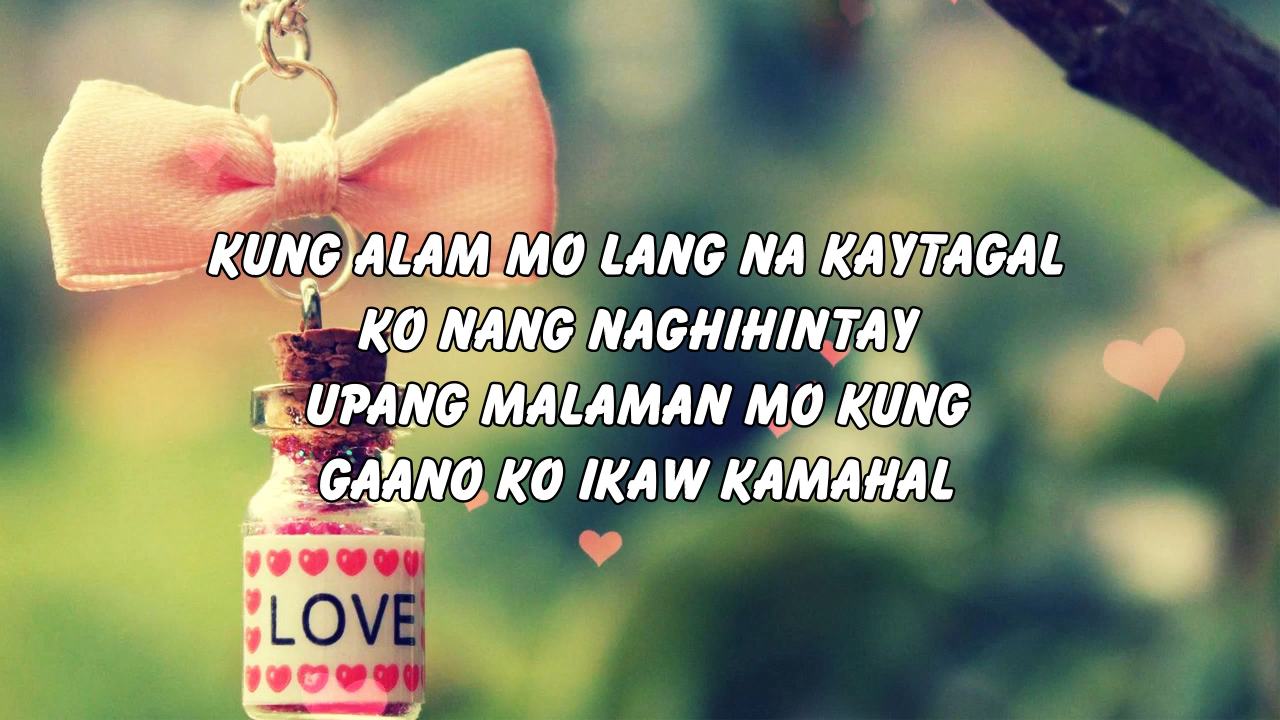 KUNG ALAM MO LANG NA KAYTAGAL
KO NANG NAGHIHINTAY
UPANG MALAMAN MO KUNG
GAANO KO IKAW KAMAHAL
LOVE